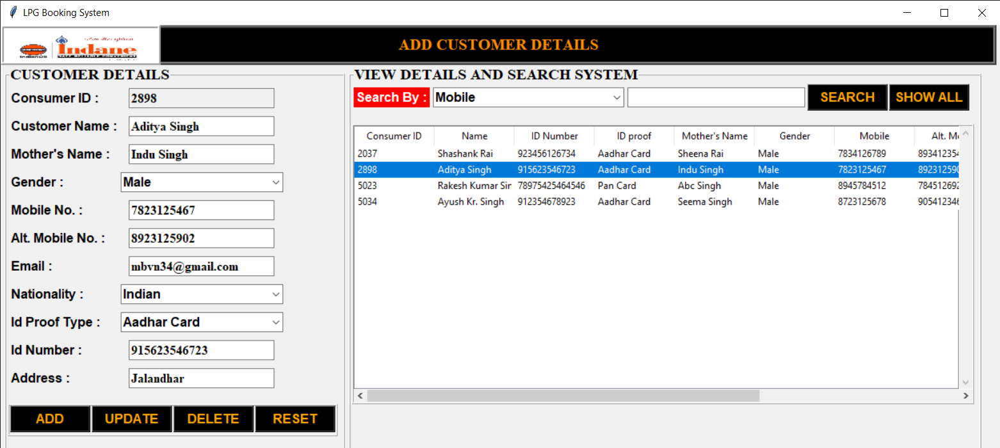 LPG Booking System
IndianOil
Indane
ADD CUSTOMER DETAILS
CUSTOMER DETAILS
Consumer ID : 2898
Customer Name : Aditya Singh
Mother's Name : Indu Singh
Gender : Male
Mobile No. : 7823125467
Alt. Mobile No. : 8923125902
Email : mbvn34@gmail.com
Nationality : Indian
Id Proof Type : Aadhar Card
Id Number : 915623546723
Address : Jalandhar
ADD UPDATE DELETE RESET
VIEW DETAILS AND SEARCH SYSTEM
Search By : Mobile SEARCH SHOW ALL
Consumer ID Name ID Number ID proof Mother's Name Gender Mobile Alt. M
2037 Shashank Rai 923456126734 Aadhar Card Sheena Rai Male 7834126789 893412354
2898 Aditya Singh 915623546723 Aadhar Card Indu Singh Male 7823125467 892312590
5023 Rakesh Kumar Sin 78975425464546 Pan Card Abc Singh Male 8945784512 784512692
5034 Ayush Kr. Singh 912354678923 Aadhar Card Seema Singh Male 8723125678 905412346